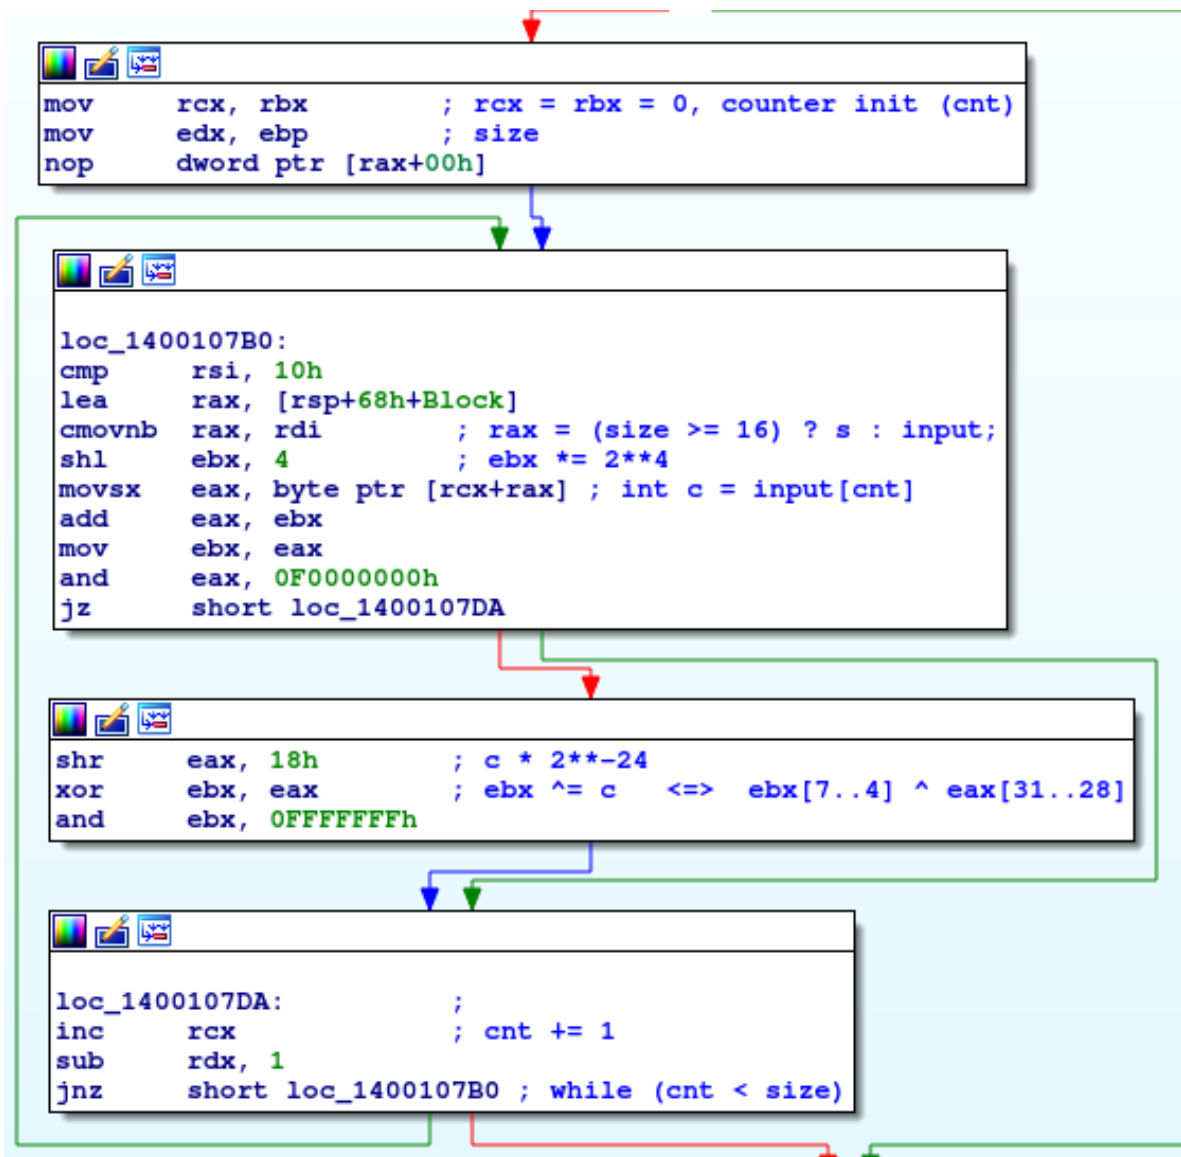 mov rcx, rbx ; rcx = rbx = 0, counter init (cnt)
mov edx, ebp ; size
nop dword ptr [rax+00h]
loc_1400107B0:
cmp rsi, 10h
lea rax, [rsp+68h+Block]
cmovnb rax, rdi ; rax = (size >= 16) ? s : input;
shl ebx, 4 ; ebx *= 2**4
movsx eax, byte ptr [rcx+rax] ; int c = input[cnt]
add eax, ebx
mov ebx, eax
and eax, 0F0000000h
jz short loc_1400107DA
shr eax, 18h ; c * 2**-24
xor ebx, eax ; ebx ^= c <=> ebx[7..4] ^ eax[31..28]
and ebx, 0FFFFFFFh
loc_1400107DA: ;
inc rcx ; cnt += 1
sub rdx, 1
jnz short loc_1400107B0 ; while (cnt < size)